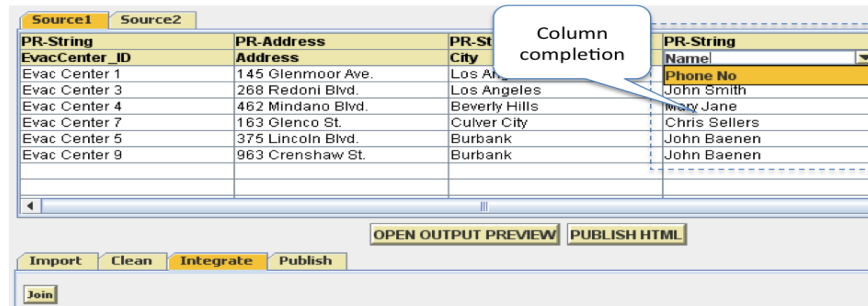 Source1 Source2
PR-String PR-Address PR-St PR-String
EvacCenter_ID Address City Name
Column
completion
Phone No
Evac Center 1 145 Glenmoor Ave. Los An
Evac Center 3 268 Redoni Blvd. Los Angeles John Smith
Evac Center 4 462 Mindano Blvd. Beverly Hills Mary Jane
Evac Center 7 163 Glenco St. Culver City Chris Sellers
Evac Center 5 375 Lincoln Blvd. Burbank John Baenen
Evac Center 9 963 Crenshaw St. Burbank John Baenen
OPEN OUTPUT PREVIEW PUBLISH HTML
Import Clean Integrate Publish
Join